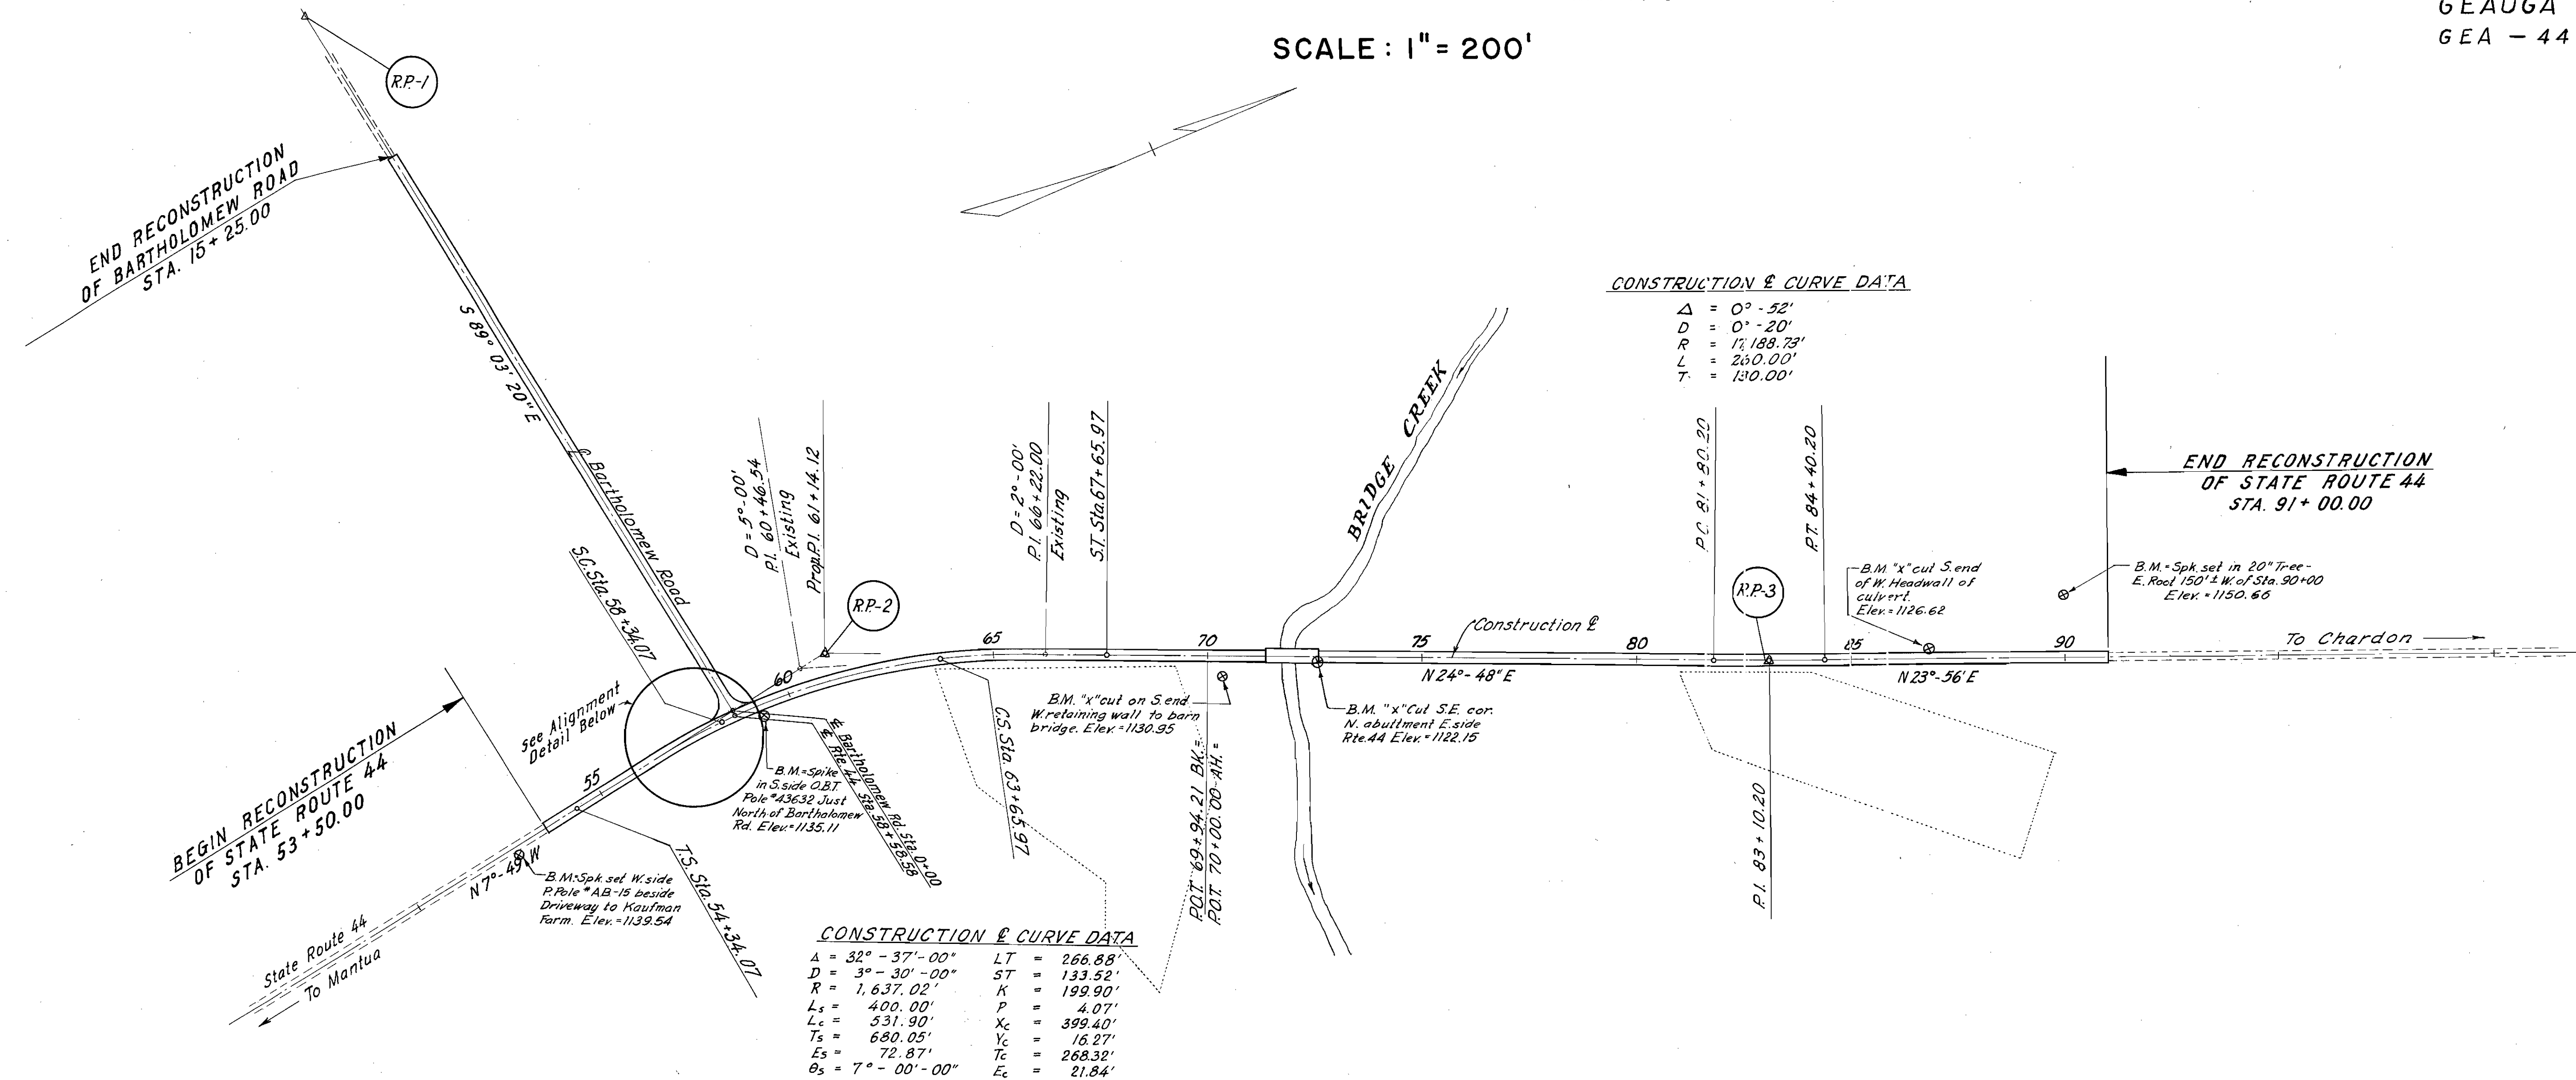 GEAUGA
GEA - 44
SCALE: 1" = 200'
R.P.-1
END RECONSTRUCTION
OF BARTHOLOMEW ROAD
STA. 15+25.00
S 89° 03' 20" E
℄ Bartholomew Road
CONSTRUCTION ℄ CURVE DATA
Δ = 0° - 52'
D = 0° - 20'
R = 17,188.73'
L = 260.00'
T = 130.00'
BRIDGE CREEK
D = 5°-00'
P.I. 60+46.54
Existing
Prop. P.I. 61+14.12
D = 2°-00'
P.I. 66+22.00
Existing
S.T. Sta. 67+65.97
P.C. 81+80.20
P.T. 84+40.20
END RECONSTRUCTION
OF STATE ROUTE 44
STA. 91+00.00
S.C. Sta. 58+34.07
R.P.-2
R.P.-3
B.M. "x" cut S. end
of W. Headwall of
culvert.
Elev. = 1126.62
B.M. = Spk. set in 20" Tree-
E. Root 150'± W. of Sta. 90+00
Elev. = 1150.66
55
60
65
70
75
80
85
90
Construction ℄
To Chardon
N 24°-48" E
N 23°-56' E
See Alignment
Detail Below
BEGIN RECONSTRUCTION
OF STATE ROUTE 44
STA. 53+50.00
B.M. "x" cut on S. end
W. retaining wall to barn
bridge. Elev. = 1130.95
B.M. "x" Cut S.E. cor.
N. abuttment E. side
Rte. 44 Elev. = 1122.15
℄ Bartholomew Rd. Sta. 0+00
℄ Rte. 44 Sta. 58+58.58
B.M. = Spike
in S. side O.B.T.
Pole #43632 Just
North of Bartholomew
Rd. Elev. = 1135.11
C.S. Sta. 63+65.97
P.O.T. 69+94.21 BK. =
P.O.T. 70+00.00 AH. =
P.I. 83+10.20
N 7°-49' W
B.M. = Spk. set W. side
P. Pole #AB-15 beside
Driveway to Kaufman
Farm. Elev. = 1139.54
T.S. Sta. 54+34.07
State Route 44
To Mantua
CONSTRUCTION ℄ CURVE DATA
Δ = 32° - 37' - 00" LT = 266.88'
D = 3° - 30' - 00" ST = 133.52'
R = 1,637.02' K = 199.90'
Ls = 400.00' P = 4.07'
Lc = 531.90' Xc = 399.40'
Ts = 680.05' Yc = 16.27'
Es = 72.87' Tc = 268.32'
θs = 7° - 00' - 00" Ec = 21.84'